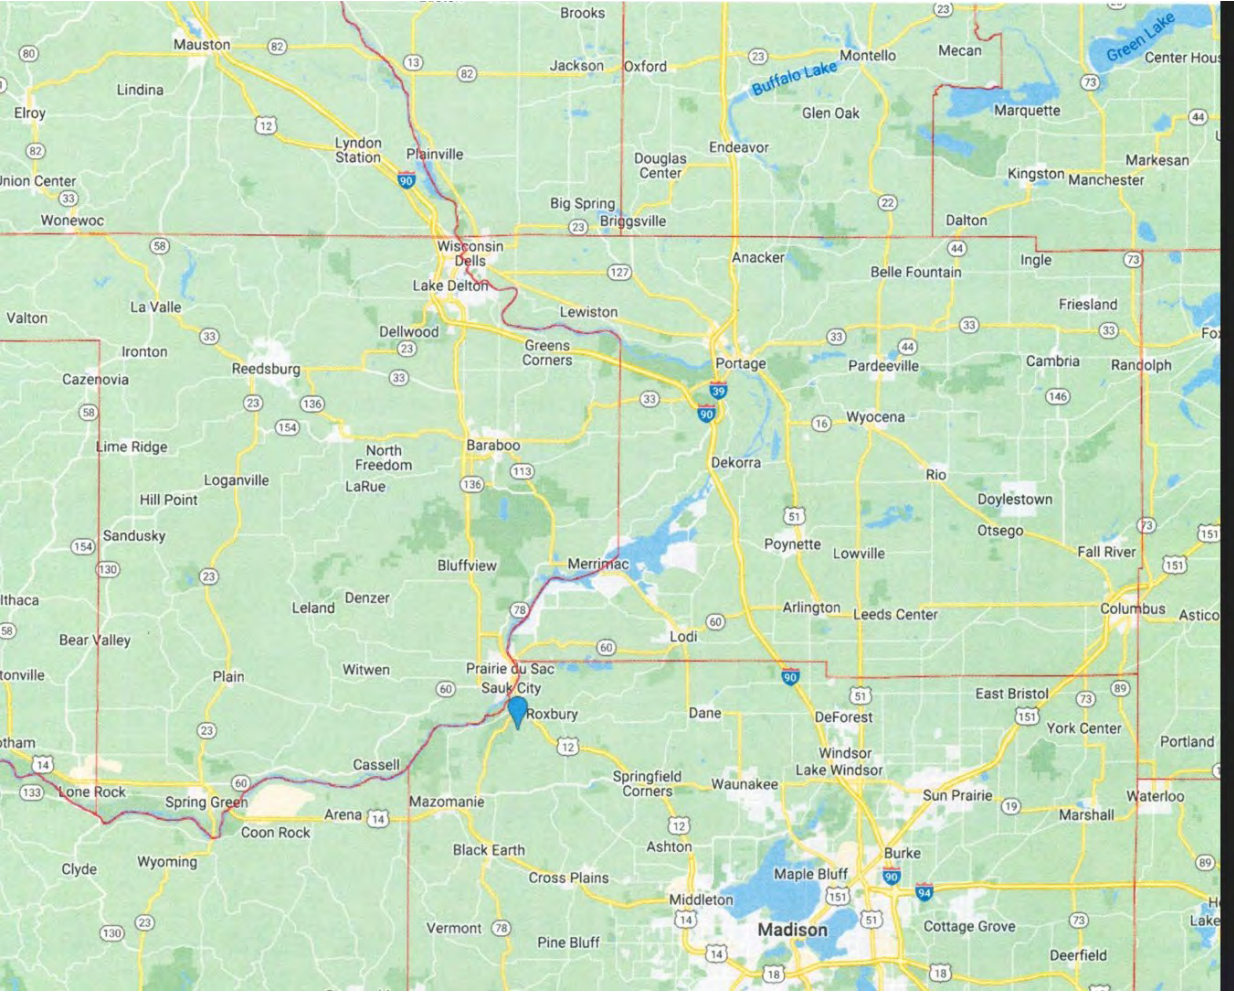 Brooks
23
Mauston
82
Montello
Mecan
Green Lake
80
13
23
Center Hous
Jackson
Oxford
82
Buffalo Lake
73
Lindina
Elroy
Glen Oak
Marquette
44
12
Lyndon
Station
Plainville
Endeavor
82
Douglas
Center
Markesan
Union Center
90
Kingston
Manchester
33
Big Spring
22
Wonewoc
23
Briggsville
Dalton
58
Wisconsin
Dells
44
Anacker
Ingle
73
127
Belle Fountain
Lake Delton
La Valle
Lewiston
Friesland
Valton
Dellwood
33
33
33
33
Fox
23
Greens
Corners
44
Ironton
Reedsburg
Portage
Pardeeville
Cambria
Randolph
Cazenovia
33
39
146
23
136
33
90
58
154
16
Wyocena
Lime Ridge
North
Freedom
Baraboo
Dekorra
113
Rio
Loganville
LaRue
136
Hill Point
Doylestown
51
Sandusky
73
151
Otsego
154
Poynette
Lowville
Fall River
130
Bluffview
Merrimac
151
23
Ithaca
Leland
Denzer
78
Arlington
Leeds Center
Columbus
Astico
58
60
Bear Valley
Lodi
60
tonville
Plain
Witwen
Prairie du Sac
90
60
Sauk City
51
East Bristol
73
89
Roxbury
Dane
DeForest
151
York Center
23
12
otham
Windsor
Portland
14
Cassell
Lake Windsor
60
Springfield
Corners
Waunakee
133
Lone Rock
Spring Green
Mazomanie
Sun Prairie
19
Waterloo
Arena
14
Marshall
Coon Rock
12
Ashton
Black Earth
Burke
89
Clyde
Wyoming
Cross Plains
Maple Bluff
90
94
Middleton
151
23
14
51
73
130
Vermont
78
Madison
Cottage Grove
Lake
Pine Bluff
14
Deerfield
18
18